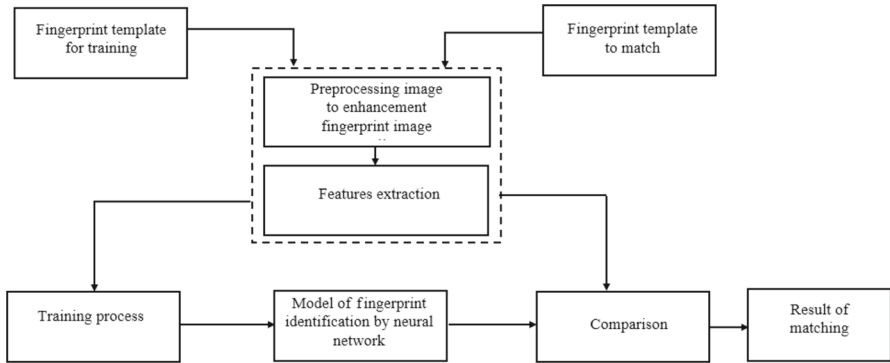 Fingerprint template
for training
Fingerprint template
to match
Preprocessing image
to enhancement
fingerprint image
Features extraction
Training process
Model of fingerprint
identification by neural
network
Comparison
Result of
matching